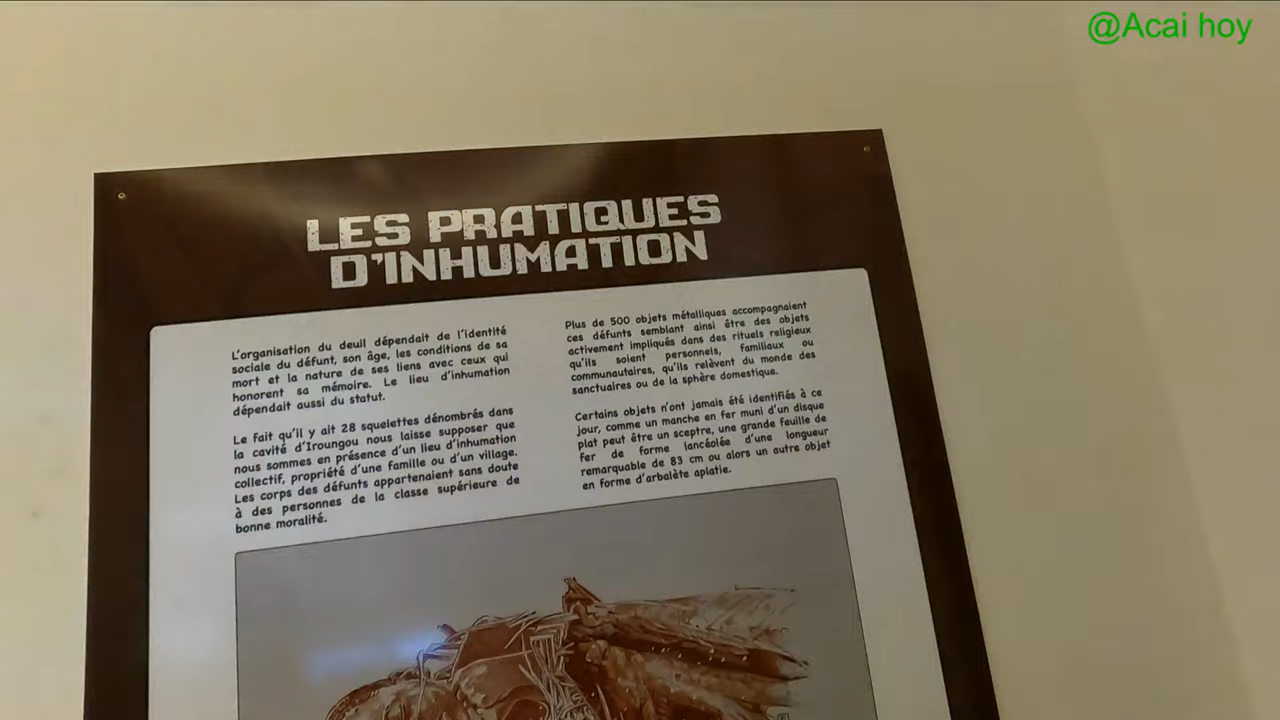 @Acai hoy
LES PRATIQUES
D'INHUMATION
L'organisation du deuil dépendait de l'identité
sociale du défunt, son âge, les conditions de sa
mort et la nature de ses liens avec ceux qui
honorent sa mémoire. Le lieu d'inhumation
dépendait aussi du statut.
Le fait qu'il y ait 28 squelettes dénombrés dans
la cavité d'Iroungou nous laisse supposer que
nous sommes en présence d'un lieu d'inhumation
collectif, propriété d'une famille ou d'un village.
Les corps des défunts appartenaient sans doute
à des personnes de la classe supérieure de
bonne moralité.
Plus de 500 objets métalliques accompagnaient
ces défunts semblant ainsi être des objets
activement impliqués dans des rituels religieux
qu'ils soient personnels, familiaux ou
communautaires, qu'ils relèvent du monde des
sanctuaires ou de la sphère domestique.
Certains objets n'ont jamais été identifiés à ce
jour, comme un manche en fer muni d'un disque
plat peut être un sceptre, une grande feuille de
fer de forme lancéolée d'une longueur
remarquable de 83 cm ou alors un autre objet
en forme d'arbalète aplatie.